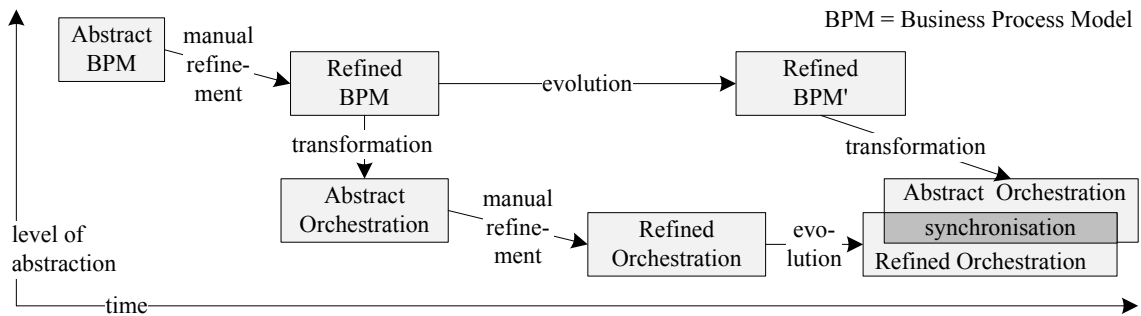 BPM = Business Process Model
Abstract
BPM
manual
refine-
ment
Refined
BPM
evolution
Refined
BPM'
transformation
transformation
Abstract
Orchestration
manual
refine-
ment
Refined
Orchestration
evo-
lution
Abstract Orchestration
synchronisation
Refined Orchestration
level of
abstraction
time